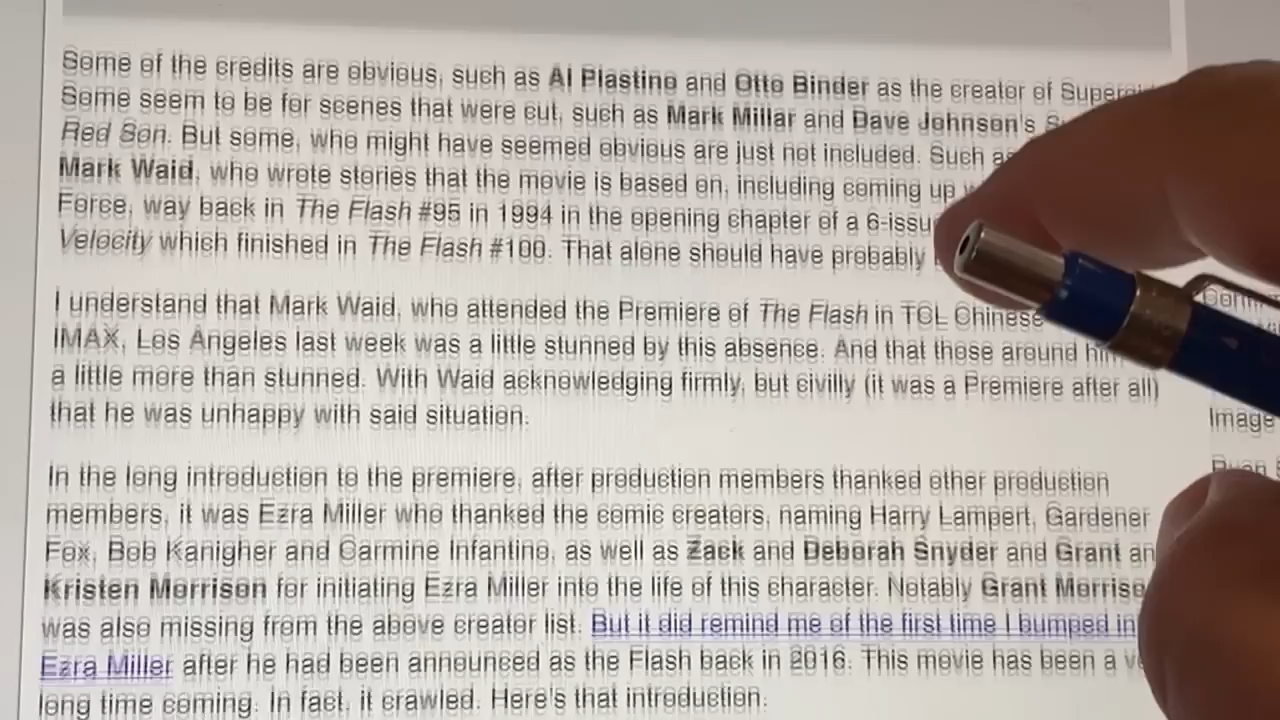 Some of the credits are obvious, such as Al Plastino and Otto Binder as the creator of
Some seem to be for scenes that were cut, such as Mark Millar and Dave Johnson's
Red Son. But some, who might have seemed obvious are just not included. Such as
Mark Waid, who wrote stories that the movie is based on, including coming up
Force, way back in The Flash #95 in 1994 in the opening chapter of a 6-issue
Velocity which finished in The Flash #100. That alone should have probably
I understand that Mark Waid, who attended the Premiere of The Flash in TCL Chinese
IMAX, Los Angeles last week was a little stunned by this absence. And that those around him
a little more than stunned. With Waid acknowledging firmly, but civilly (it was a Premiere after all)
that he was unhappy with said situation.
Image
In the long introduction to the premiere, after production members thanked other production
members, it was Ezra Miller who thanked the comic creators, naming Harry Lampert, Gardener
Fox, Bob Kanigher and Carmine Infantino, as well as Zack and Deborah Snyder and Grant an
Kristen Morrison for initiating Ezra Miller into the life of this character. Notably Grant Morriso
was also missing from the above creator list. But it did remind me of the first time I bumped in
Ezra Miller after he had been announced as the Flash back in 2016. This movie has been a ve
long time coming. In fact, it crawled. Here's that introduction.